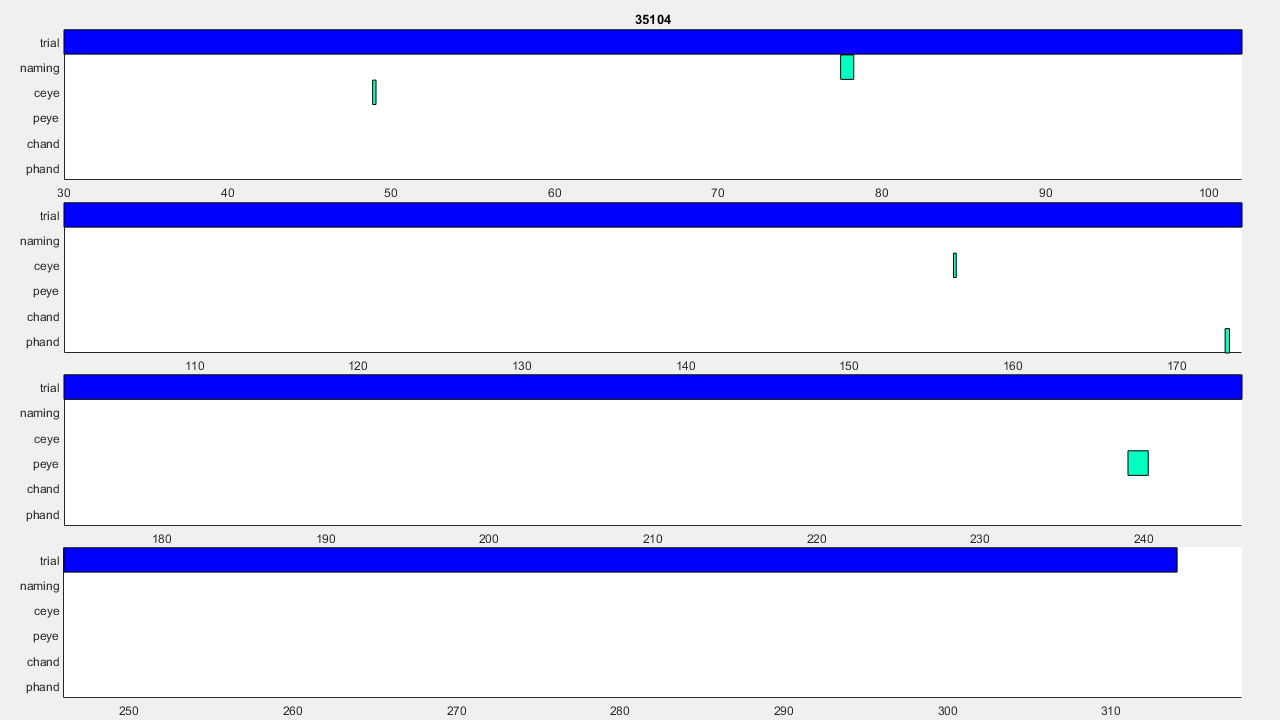 35104
trial
naming
ceye
peye
chand
phand
30 40 50 60 70 80 90 100
trial
naming
ceye
peye
chand
phand
110 120 130 140 150 160 170
trial
naming
ceye
peye
chand
phand
180 190 200 210 220 230 240
trial
naming
ceye
peye
chand
phand
250 260 270 280 290 300 310